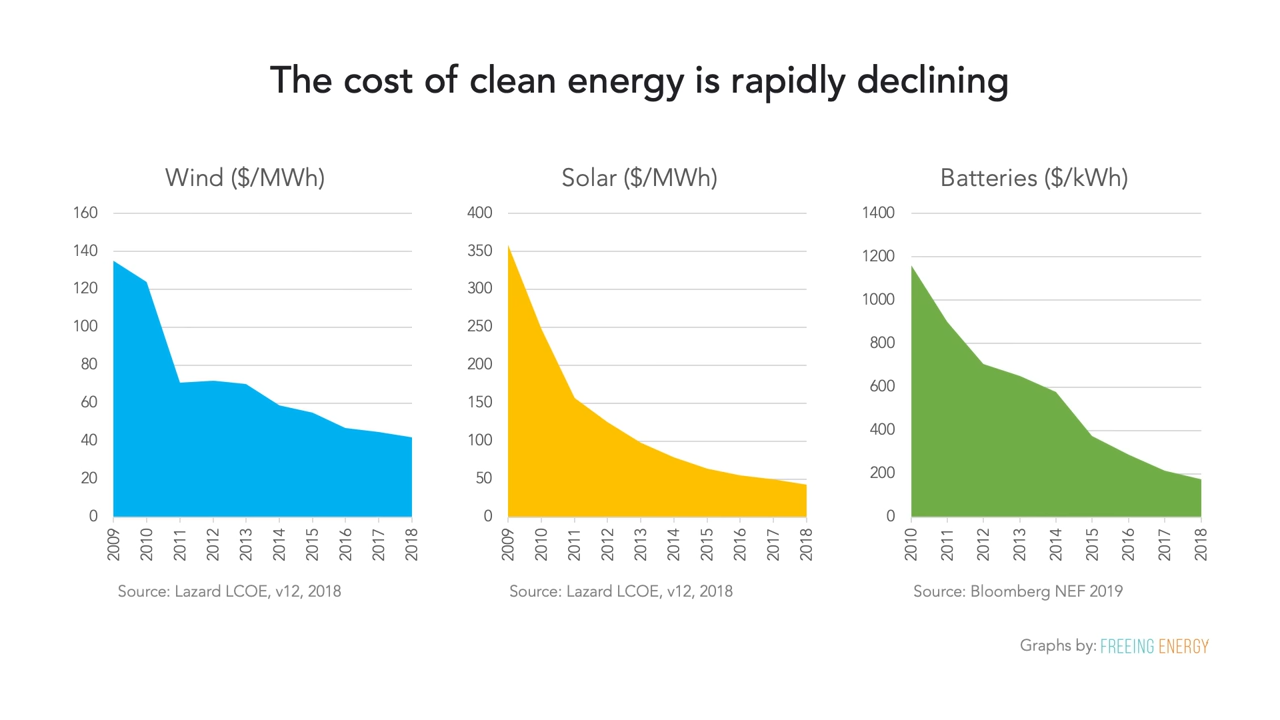 The cost of clean energy is rapidly declining
Wind ($/MWh)
160
140
120
100
80
60
40
20
0
2009 2010 2011 2012 2013 2014 2015 2016 2017 2018
Source: Lazard LCOE, v12, 2018
Solar ($/MWh)
400
350
300
250
200
150
100
50
0
2009 2010 2011 2012 2013 2014 2015 2016 2017 2018
Source: Lazard LCOE, v12, 2018
Batteries ($/kWh)
1400
1200
1000
800
600
400
200
0
2010 2011 2012 2013 2014 2015 2016 2017 2018
Source: Bloomberg NEF 2019
Graphs by: FREEING ENERGY